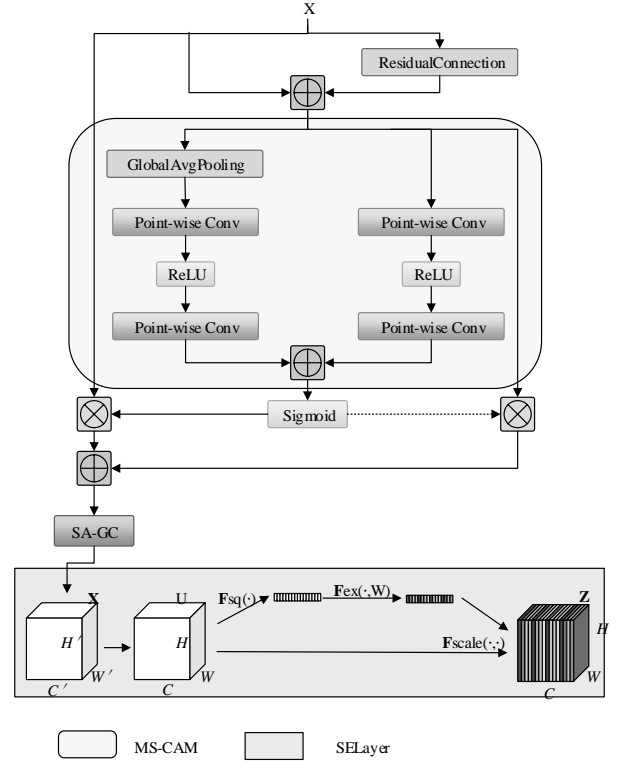 X
ResidualConnection
GlobalAvgPooling
Point-wise Conv
Point-wise Conv
ReLU
ReLU
Point-wise Conv
Point-wise Conv
Sigmoid
SA-GC
X
U
Fsq(·)
Fex(·,W)
Z
H′
H
Fscale(·,·)
H
W′
W
W
C′
C
C
MS-CAM
SELayer